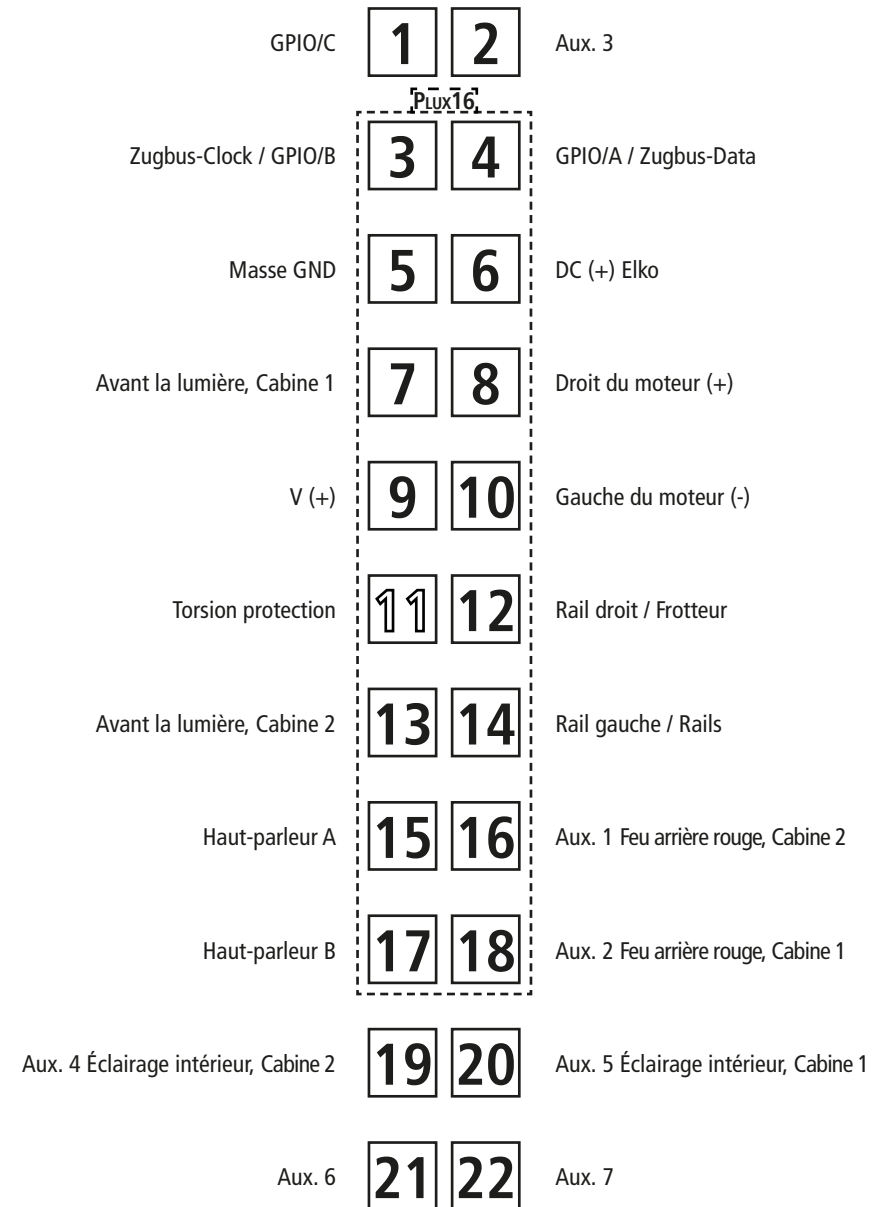 GPIO/C 1 2 Aux. 3
PLUX16
Zugbus-Clock / GPIO/B 3 4 GPIO/A / Zugbus-Data
Masse GND 5 6 DC (+) Elko
Avant la lumière, Cabine 1 7 8 Droit du moteur (+)
V (+) 9 10 Gauche du moteur (-)
Torsion protection 11 12 Rail droit / Frotteur
Avant la lumière, Cabine 2 13 14 Rail gauche / Rails
Haut-parleur A 15 16 Aux. 1 Feu arrière rouge, Cabine 2
Haut-parleur B 17 18 Aux. 2 Feu arrière rouge, Cabine 1
Aux. 4 Éclairage intérieur, Cabine 2 19 20 Aux. 5 Éclairage intérieur, Cabine 1
Aux. 6 21 22 Aux. 7